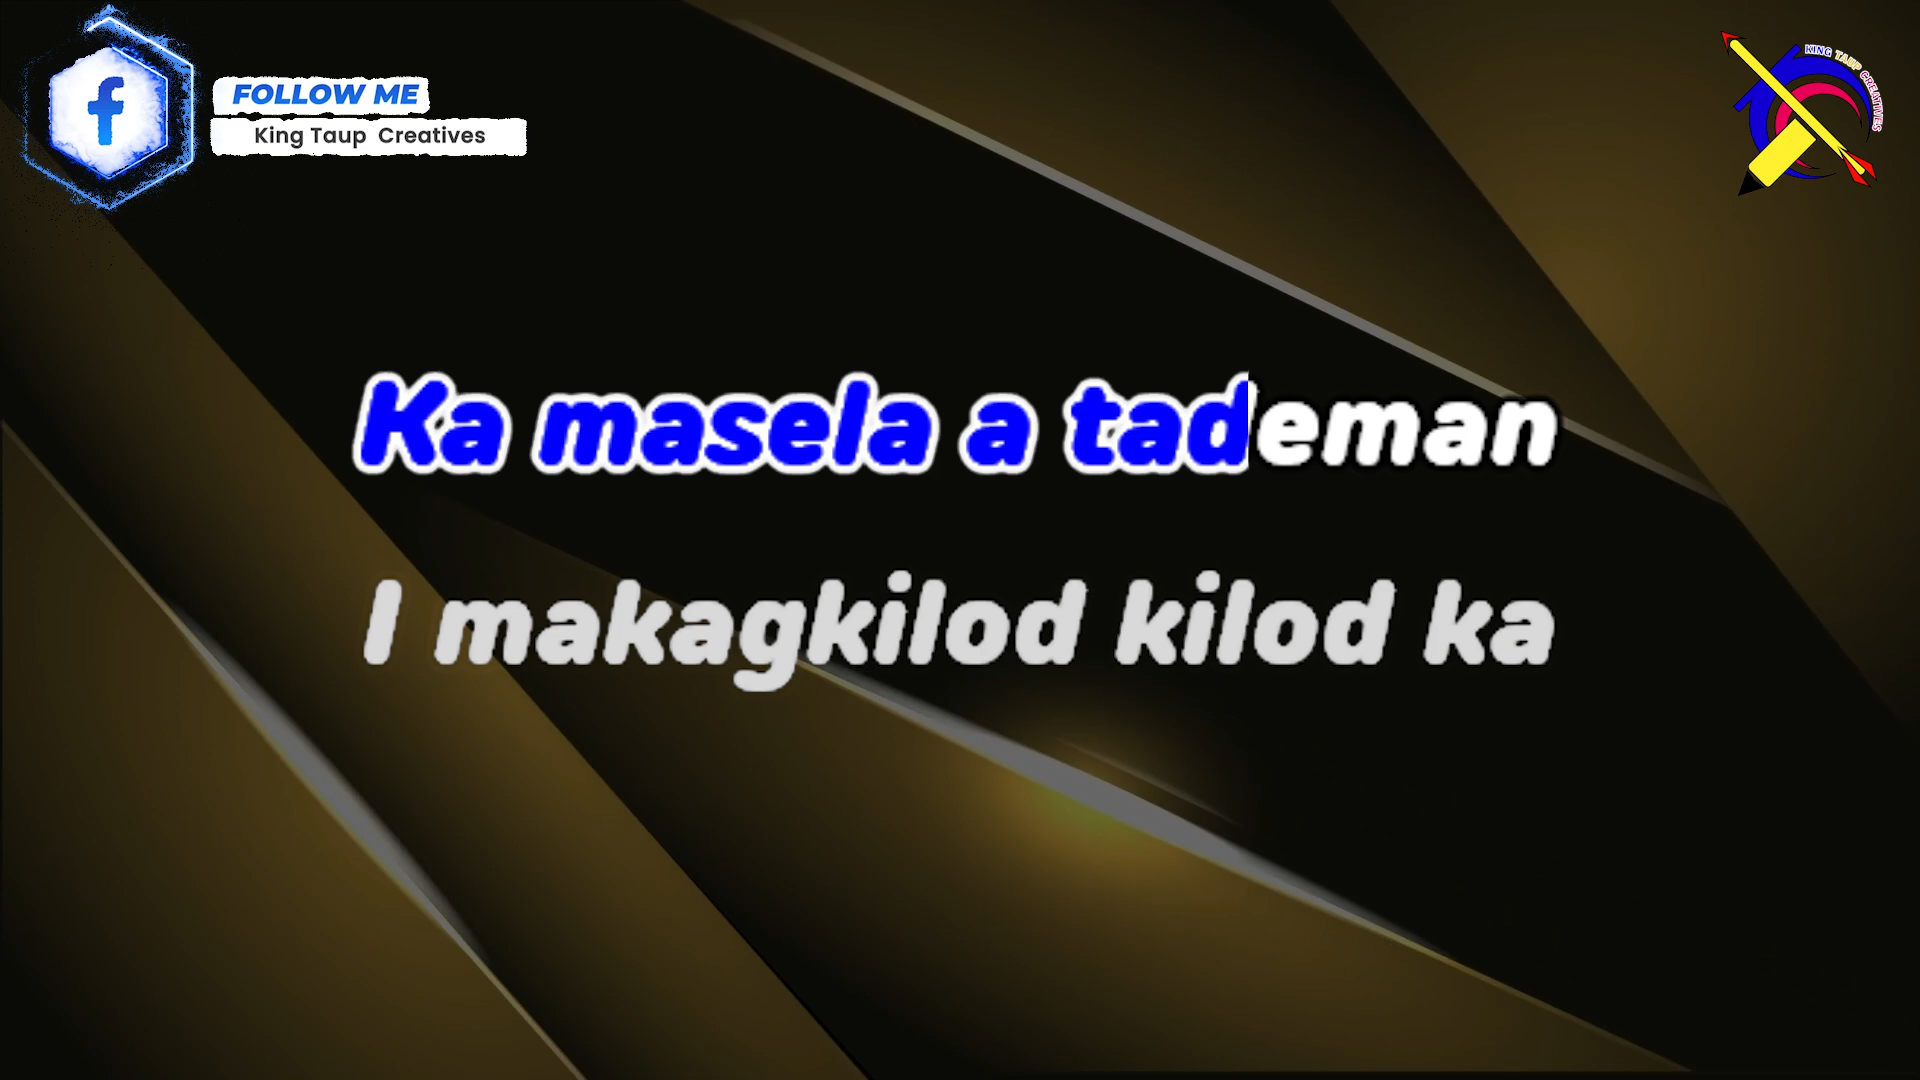 FOLLOW ME
King Taup Creatives
KING TAUP CREATIVES
Ka masela a tademan
I makagkilod kilod ka